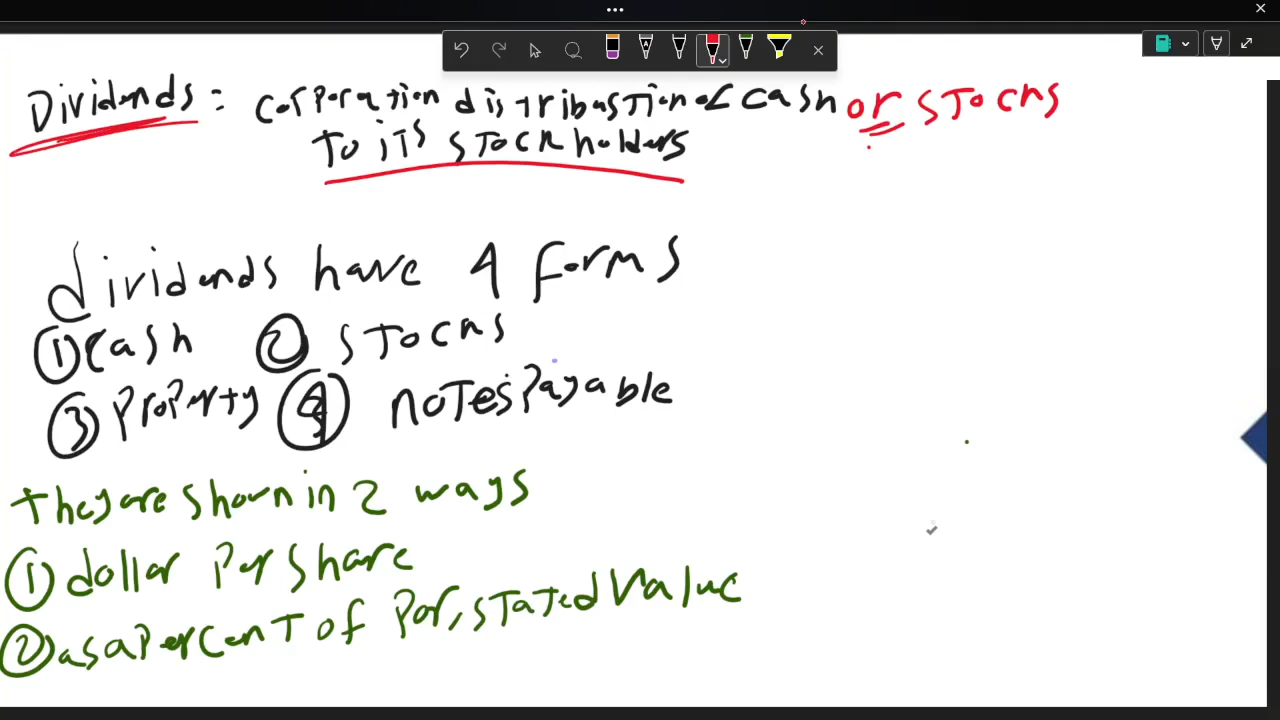 Dividends: corporation distribustion of cash or stocks
to its stockholders
dividends have 4 forms
① cash ② stocks
③ Property ④ notes Payable
they are shown in 2 ways
① dollar Per share
② as a Percent of Par, stated Value